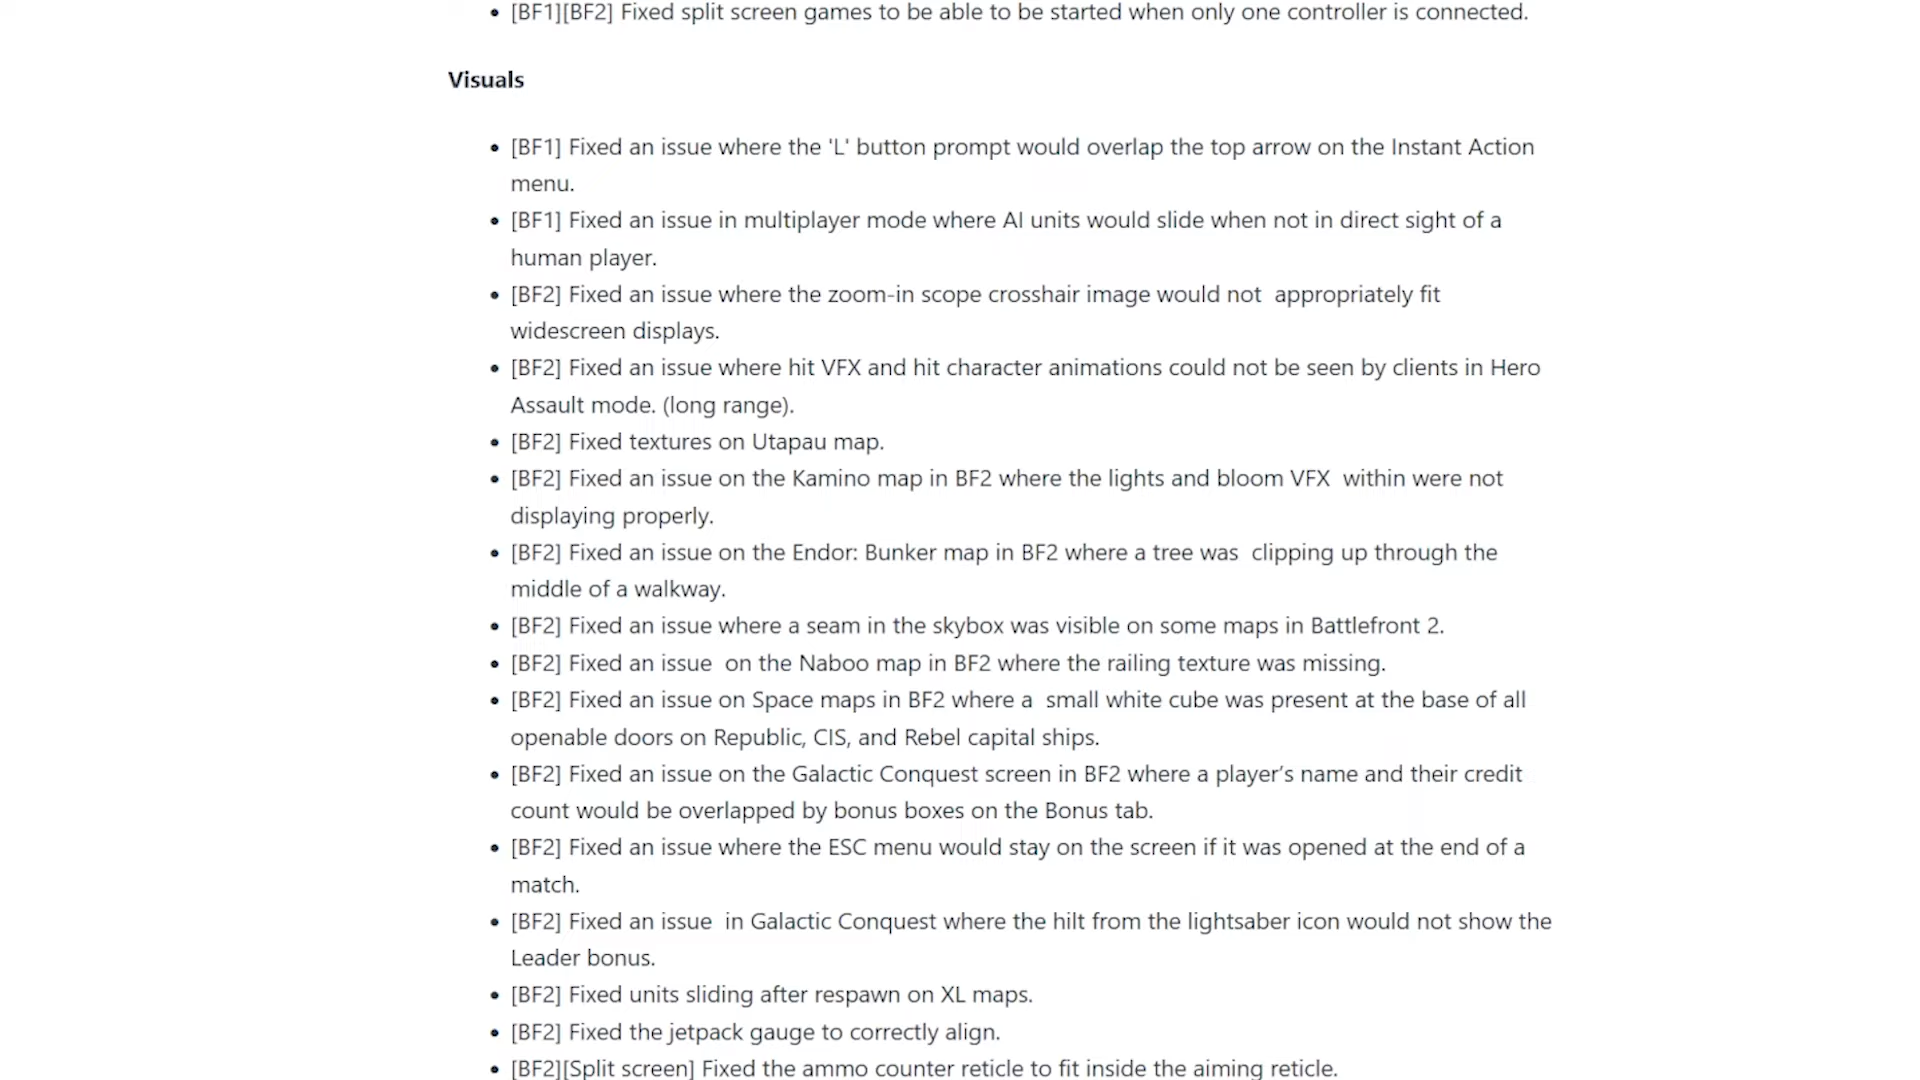 • [BF1][BF2] Fixed split screen games to be able to be started when only one controller is connected.
Visuals
• [BF1] Fixed an issue where the 'L' button prompt would overlap the top arrow on the Instant Action
menu.
• [BF1] Fixed an issue in multiplayer mode where AI units would slide when not in direct sight of a
human player.
• [BF2] Fixed an issue where the zoom-in scope crosshair image would not  appropriately fit
widescreen displays.
• [BF2] Fixed an issue where hit VFX and hit character animations could not be seen by clients in Hero
Assault mode. (long range).
• [BF2] Fixed textures on Utapau map.
• [BF2] Fixed an issue on the Kamino map in BF2 where the lights and bloom VFX  within were not
displaying properly.
• [BF2] Fixed an issue on the Endor: Bunker map in BF2 where a tree was  clipping up through the
middle of a walkway.
• [BF2] Fixed an issue where a seam in the skybox was visible on some maps in Battlefront 2.
• [BF2] Fixed an issue  on the Naboo map in BF2 where the railing texture was missing.
• [BF2] Fixed an issue on Space maps in BF2 where a  small white cube was present at the base of all
openable doors on Republic, CIS, and Rebel capital ships.
• [BF2] Fixed an issue on the Galactic Conquest screen in BF2 where a player’s name and their credit
count would be overlapped by bonus boxes on the Bonus tab.
• [BF2] Fixed an issue where the ESC menu would stay on the screen if it was opened at the end of a
match.
• [BF2] Fixed an issue  in Galactic Conquest where the hilt from the lightsaber icon would not show the
Leader bonus.
• [BF2] Fixed units sliding after respawn on XL maps.
• [BF2] Fixed the jetpack gauge to correctly align.
• [BF2][Split screen] Fixed the ammo counter reticle to fit inside the aiming reticle.